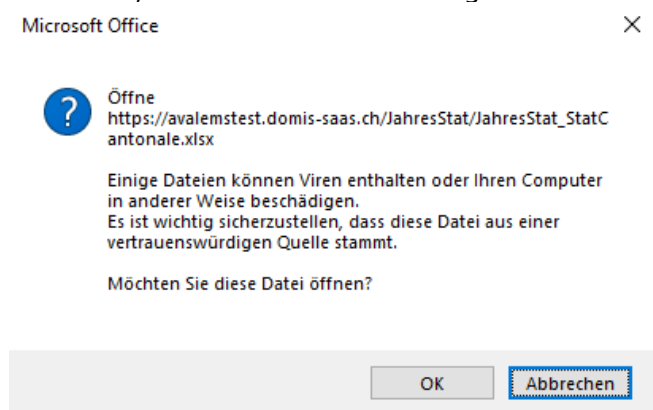 Microsoft Office
Öffne
https://avalemstest.domis-saas.ch/JahresStat/JahresStat_StatC
antonale.xlsx
Einige Dateien können Viren enthalten oder Ihren Computer
in anderer Weise beschädigen.
Es ist wichtig sicherzustellen, dass diese Datei aus einer
vertrauenswürdigen Quelle stammt.
Möchten Sie diese Datei öffnen?
OK
Abbrechen